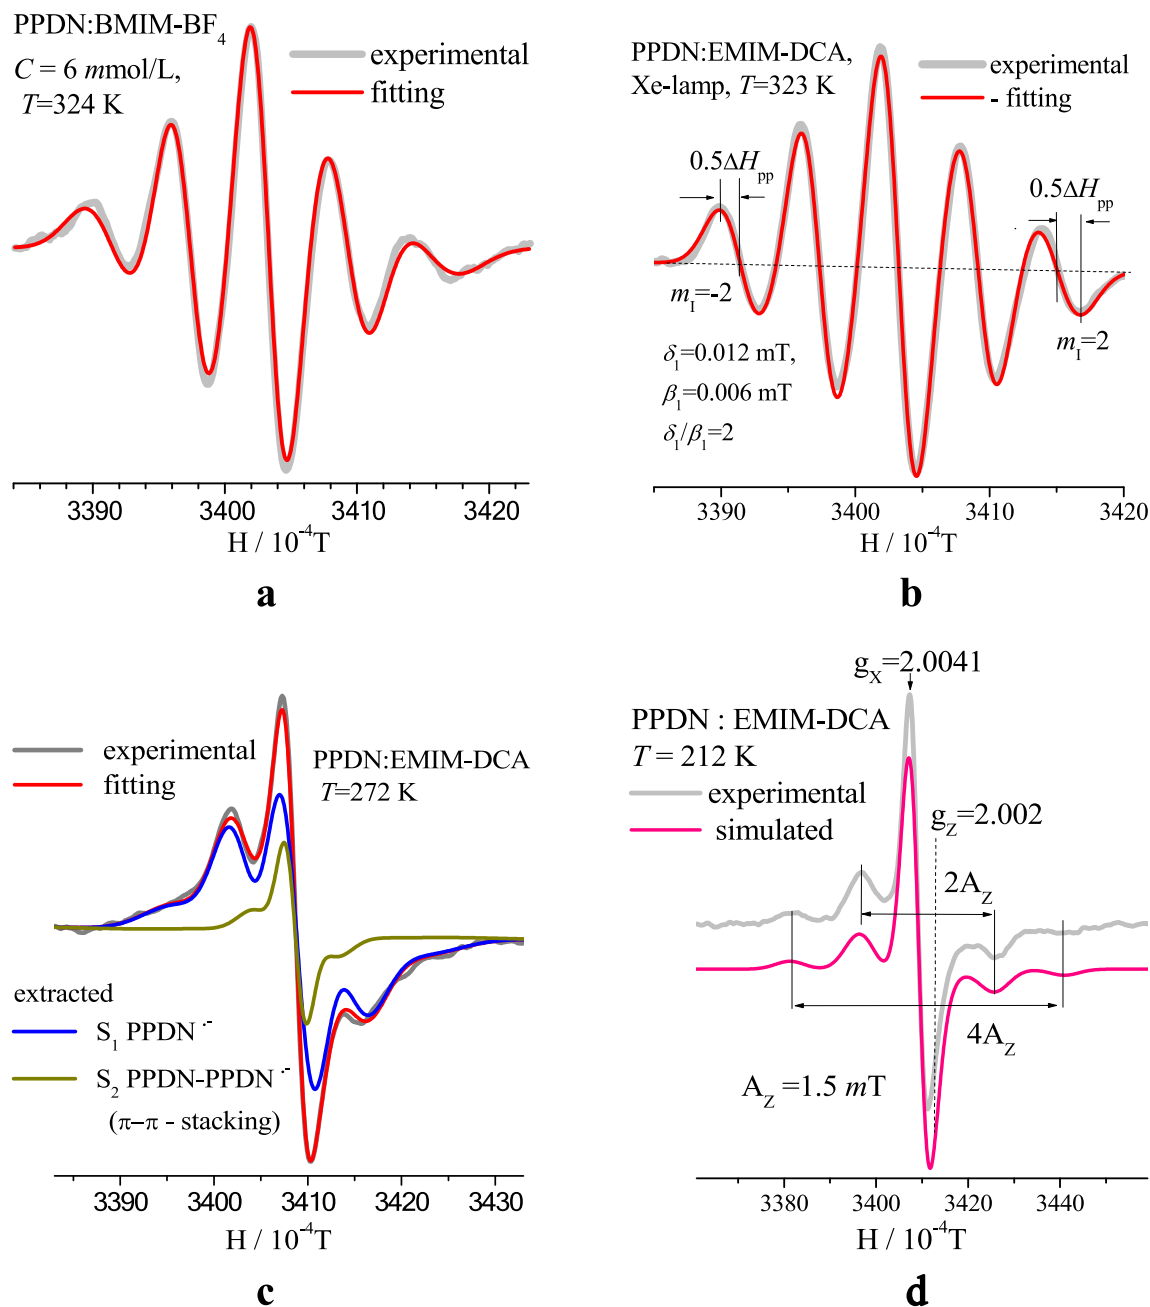 PPDN:BMIM-BF4
C = 6 mmol/L,
T=324 K
experimental
fitting
3390 3400 3410 3420
H / 10-4T
a
PPDN:EMIM-DCA,
Xe-lamp, T=323 K
experimental
- fitting
0.5ΔHpp
0.5ΔHpp
mI=-2
mI=2
δ1=0.012 mT,
β1=0.006 mT
δ1/β1=2
3390 3400 3410 3420
H / 10-4T
b
experimental
fitting
PPDN:EMIM-DCA
T=272 K
extracted
S1 PPDN·-
S2 PPDN-PPDN·-
(π–π - stacking)
3390 3400 3410 3420 3430
H / 10-4T
c
gX=2.0041
PPDN : EMIM-DCA
T = 212 K
experimental
simulated
gZ=2.002
2AZ
4AZ
AZ =1.5 mT
3380 3400 3420 3440
H / 10-4T
d